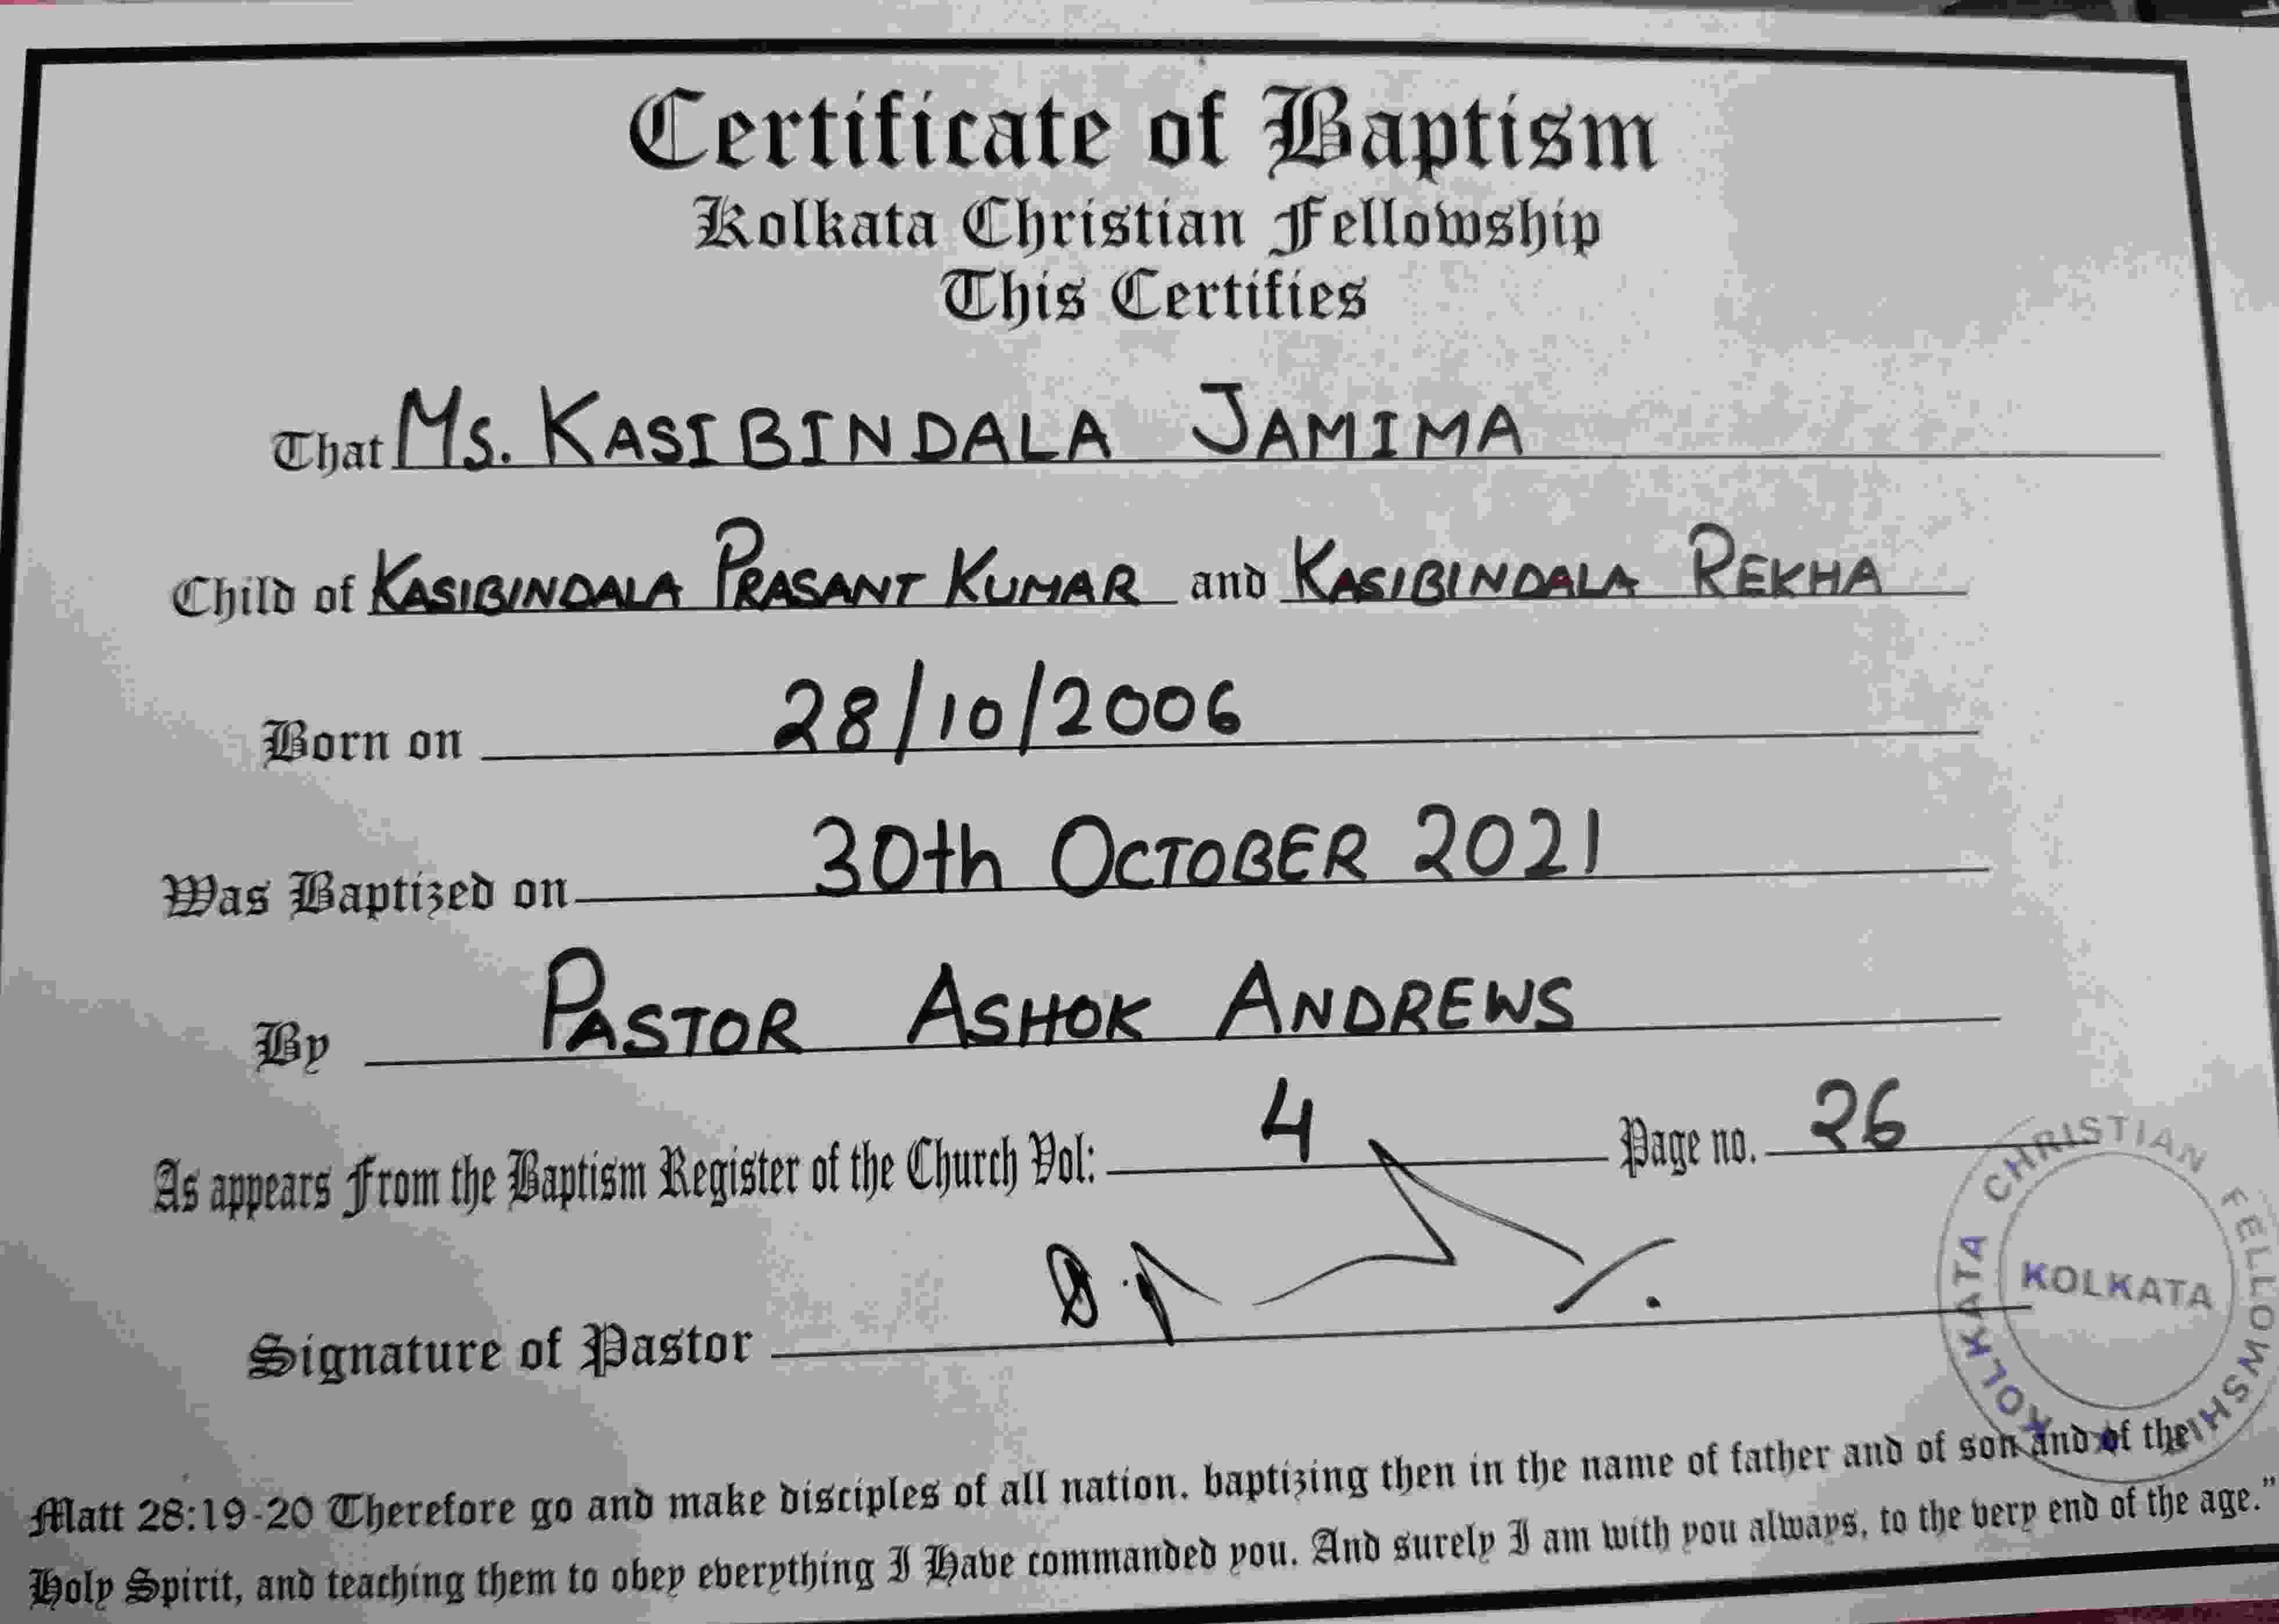 Certificate of Baptism
Kolkata Christian Fellowship
This Certifies
That Ms. KASIBINDALA JAMIMA
Child of KASIBINDALA PRASANT KUMAR and KASIBINDALA REKHA
Born on 28/10/2006
Was Baptized on 30th OCTOBER 2021
By PASTOR ASHOK ANDREWS
As appears From the Baptism Register of the Church Vol: 4 Page no. 26
Signature of Pastor
KOLKATA CHRISTIAN FELLOWSHI
KOLKATA
Matt 28:19-20 Therefore go and make disciples of all nation. baptizing then in the name of father and of son and of the
Holy Spirit, and teaching them to obey everything I Have commanded you. And surely I am with you always, to the very end of the age."